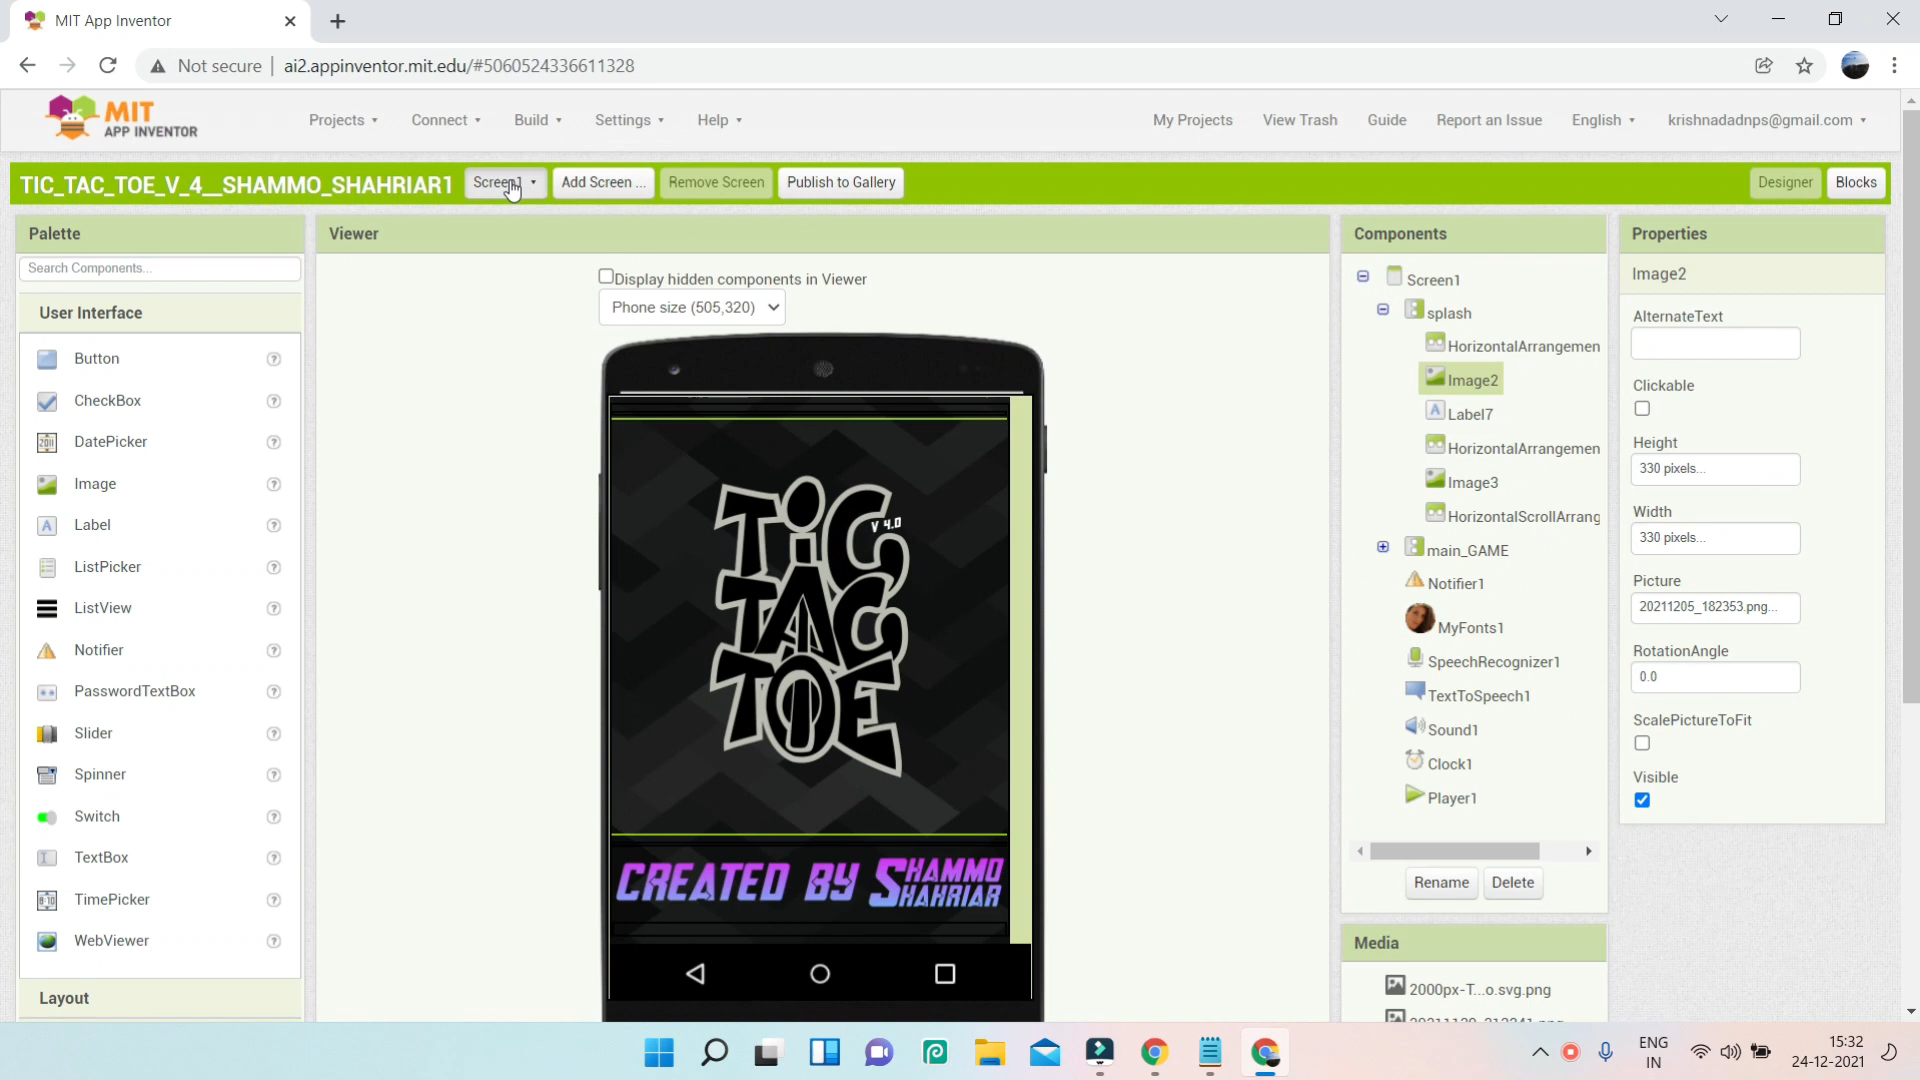 MIT App Inventor
Not secure
ai2.appinventor.mit.edu/#5060524336611328
MIT
APP INVENTOR
Projects
Connect
Build
Settings
Help
My Projects
View Trash
Guide
Report an Issue
English
krishnadadnps@gmail.com
TIC_TAC_TOE_V_4__SHAMMO_SHAHRIAR1
Screen1
Add Screen ...
Remove Screen
Publish to Gallery
Designer
Blocks
Palette
Search Components...
User Interface
Button
CheckBox
DatePicker
Image
Label
ListPicker
ListView
Notifier
PasswordTextBox
Slider
Spinner
Switch
TextBox
TimePicker
WebViewer
Layout
Viewer
Display hidden components in Viewer
Phone size (505,320)
TiC
V 4.0
TAC
TOE
CREATED BY SHAMMO
SHAHRIAR
Components
Screen1
splash
HorizontalArrangemen
Image2
Label7
HorizontalArrangemen
Image3
HorizontalScrollArrang
main_GAME
Notifier1
MyFonts1
SpeechRecognizer1
TextToSpeech1
Sound1
Clock1
Player1
Rename
Delete
Media
2000px-T...o.svg.png
Properties
Image2
AlternateText
Clickable
Height
330 pixels...
Width
330 pixels...
Picture
20211205_182353.png...
RotationAngle
0.0
ScalePictureToFit
Visible
ENG
IN
15:32
24-12-2021